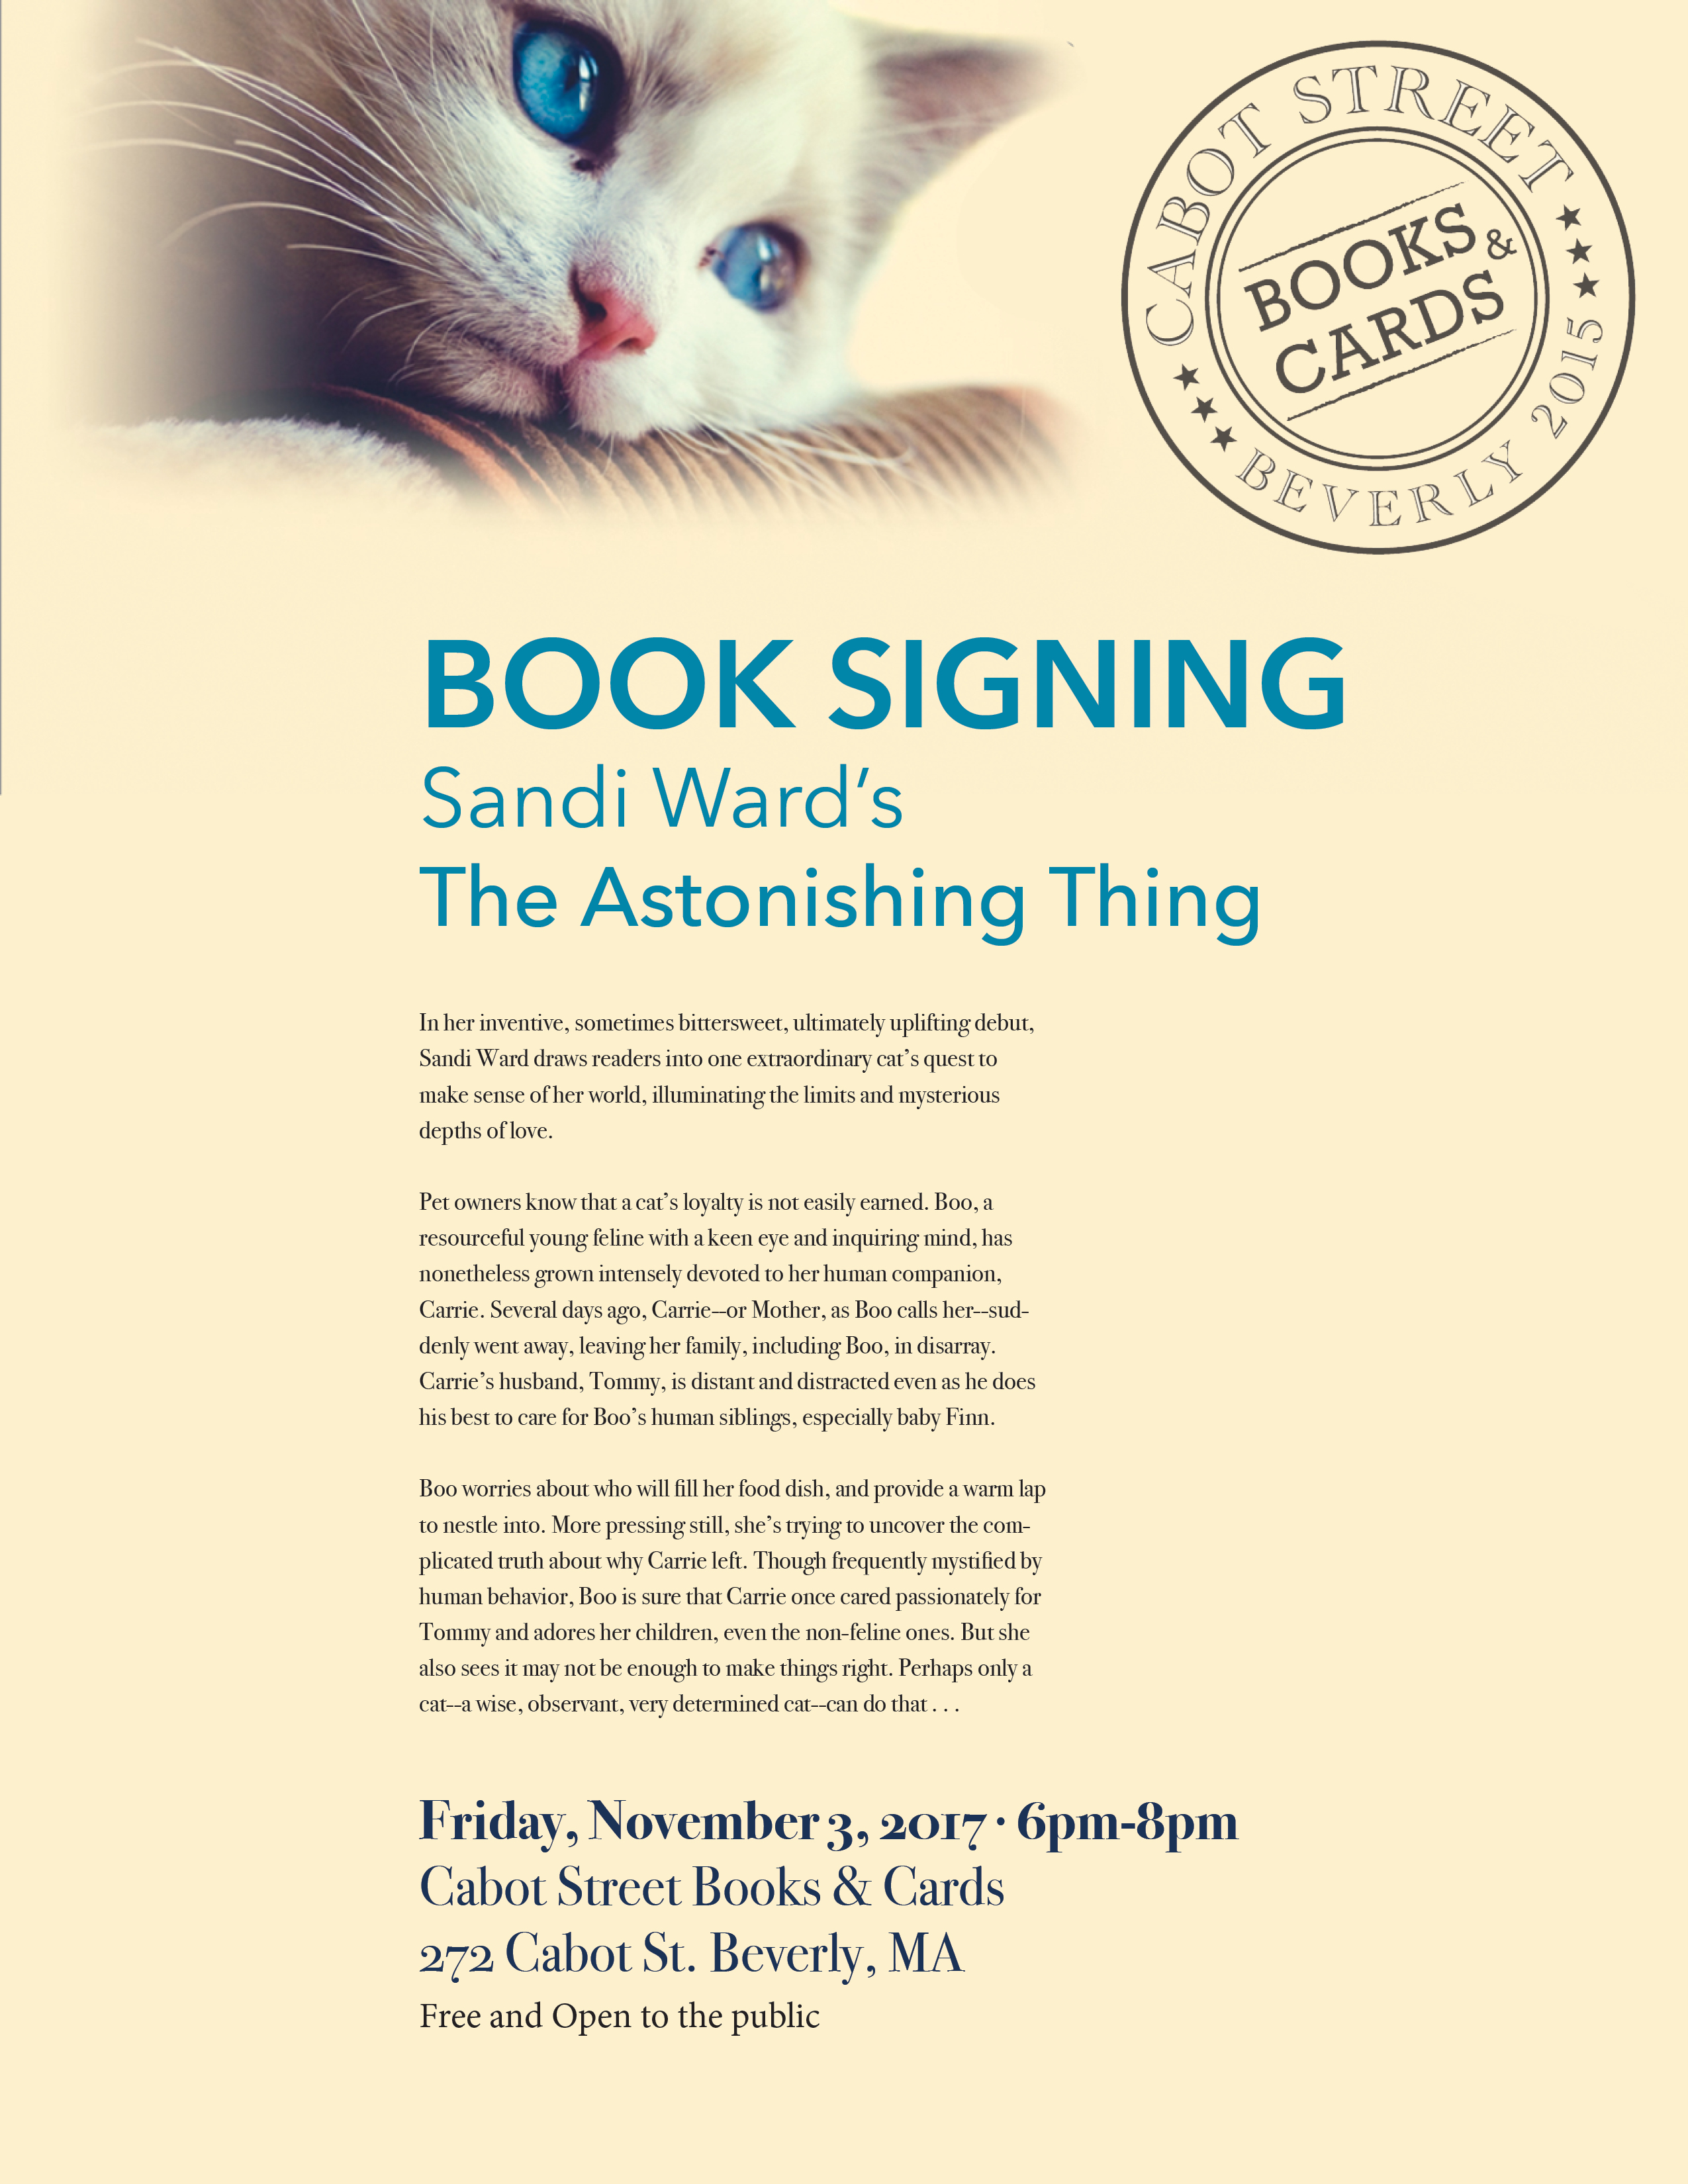 CABOT STREET
BOOKS &
CARDS
BEVERLY 2015
BOOK SIGNING
Sandi Ward’s
The Astonishing Thing
In her inventive, sometimes bittersweet, ultimately uplifting debut,
Sandi Ward draws readers into one extraordinary cat’s quest to
make sense of her world, illuminating the limits and mysterious
depths of love.
Pet owners know that a cat’s loyalty is not easily earned. Boo, a
resourceful young feline with a keen eye and inquiring mind, has
nonetheless grown intensely devoted to her human companion,
Carrie. Several days ago, Carrie--or Mother, as Boo calls her--sud-
denly went away, leaving her family, including Boo, in disarray.
Carrie’s husband, Tommy, is distant and distracted even as he does
his best to care for Boo’s human siblings, especially baby Finn.
Boo worries about who will fill her food dish, and provide a warm lap
to nestle into. More pressing still, she’s trying to uncover the com-
plicated truth about why Carrie left. Though frequently mystified by
human behavior, Boo is sure that Carrie once cared passionately for
Tommy and adores her children, even the non-feline ones. But she
also sees it may not be enough to make things right. Perhaps only a
cat--a wise, observant, very determined cat--can do that . . .
Friday, November 3, 2017 · 6pm-8pm
Cabot Street Books & Cards
272 Cabot St. Beverly, MA
Free and Open to the public